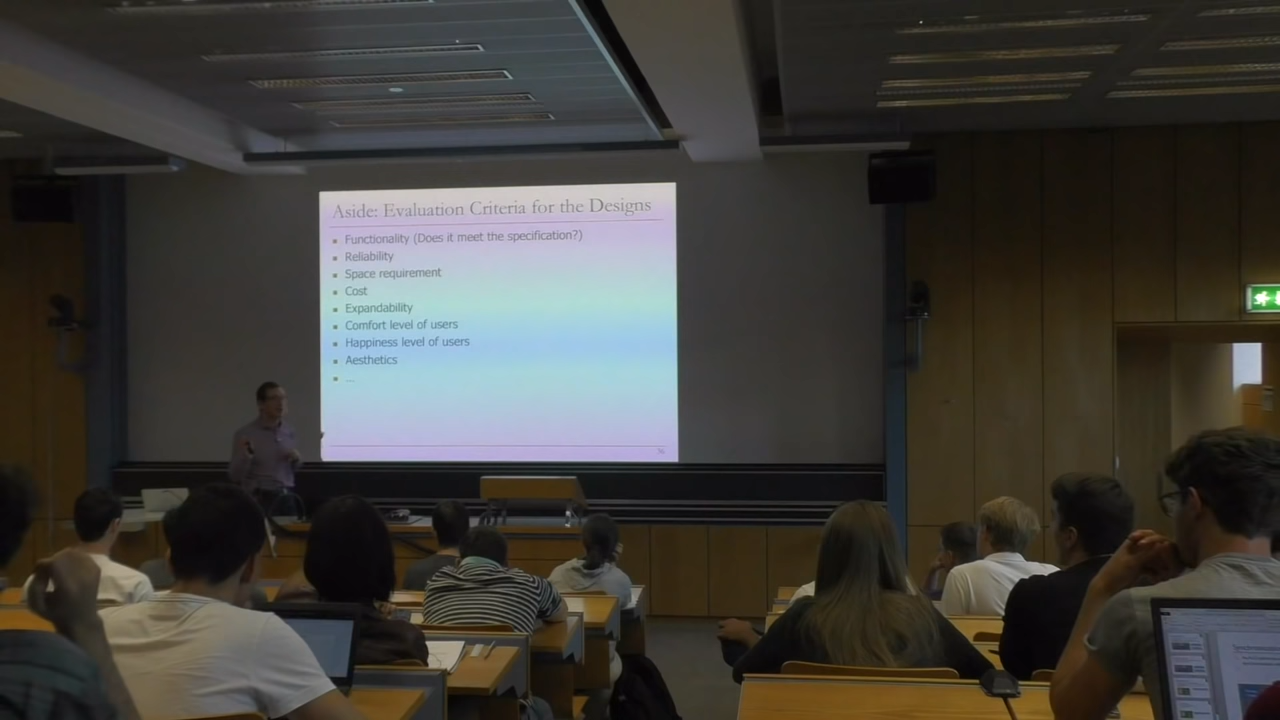 Aside: Evaluation Criteria for the Designs
Functionality (Does it meet the specification?)
Reliability
Space requirement
Cost
Expandability
Comfort level of users
Happiness level of users
Aesthetics
...